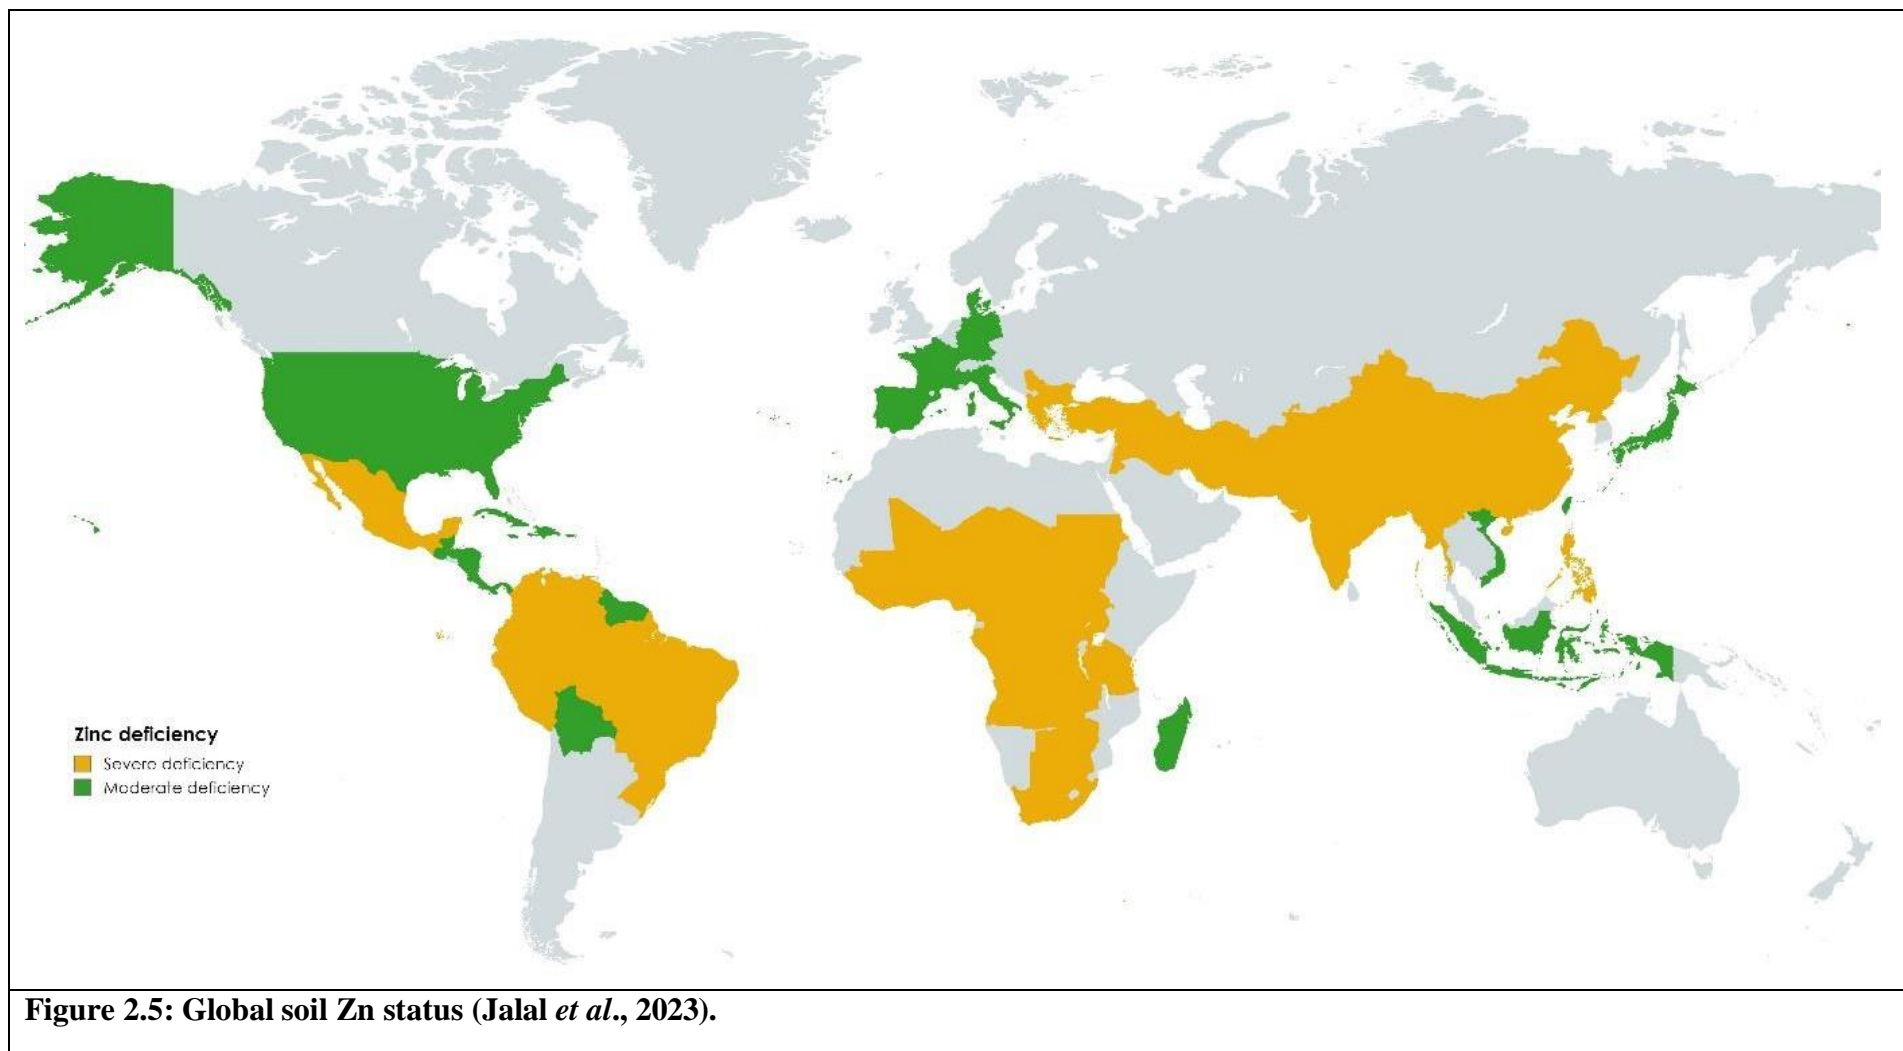 Zinc deficiency
Severe deficiency
Moderate deficiency
Figure 2.5: Global soil Zn status (Jalal et al., 2023).